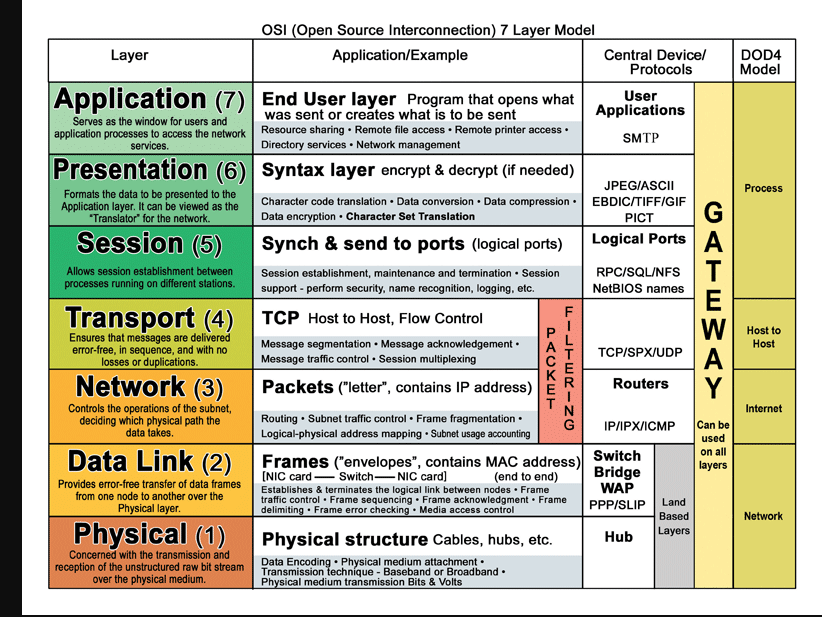 OSI (Open Source Interconnection) 7 Layer Model
Layer
Application/Example
Central Device/
Protocols
DOD4
Model
Application (7)
Serves as the window for users and
application processes to access the network
services.
End User layer Program that opens what
was sent or creates what is to be sent
Resource sharing • Remote file access • Remote printer access •
Directory services • Network management
User
Applications
SMTP
Presentation (6)
Formats the data to be presented to the
Application layer. It can be viewed as the
"Translator" for the network.
Syntax layer encrypt & decrypt (if needed)
Character code translation • Data conversion • Data compression •
Data encryption • Character Set Translation
JPEG/ASCII
EBDIC/TIFF/GIF
PICT
Process
Session (5)
Allows session establishment between
processes running on different stations.
Synch & send to ports (logical ports)
Session establishment, maintenance and termination • Session
support - perform security, name recognition, logging, etc.
Logical Ports
RPC/SQL/NFS
NetBIOS names
Transport (4)
Ensures that messages are delivered
error-free, in sequence, and with no
losses or duplications.
TCP Host to Host, Flow Control
Message segmentation • Message acknowledgement •
Message traffic control • Session multiplexing
PACKET
FILTERING
TCP/SPX/UDP
Host to
Host
Network (3)
Controls the operations of the subnet,
deciding which physical path the
data takes.
Packets ("letter", contains IP address)
Routing • Subnet traffic control • Frame fragmentation •
Logical-physical address mapping • Subnet usage accounting
Routers
IP/IPX/ICMP
Internet
GATEWAY
Can be
used
on all
layers
Data Link (2)
Provides error-free transfer of data frames
from one node to another over the
Physical layer.
Frames ("envelopes", contains MAC address)
[NIC card —— Switch—— NIC card] (end to end)
Establishes & terminates the logical link between nodes • Frame
traffic control • Frame sequencing • Frame acknowledgment • Frame
delimiting • Frame error checking • Media access control
Switch
Bridge
WAP
PPP/SLIP
Land
Based
Layers
Network
Physical (1)
Concerned with the transmission and
reception of the unstructured raw bit stream
over the physical medium.
Physical structure Cables, hubs, etc.
Data Encoding • Physical medium attachment •
Transmission technique - Baseband or Broadband •
Physical medium transmission Bits & Volts
Hub